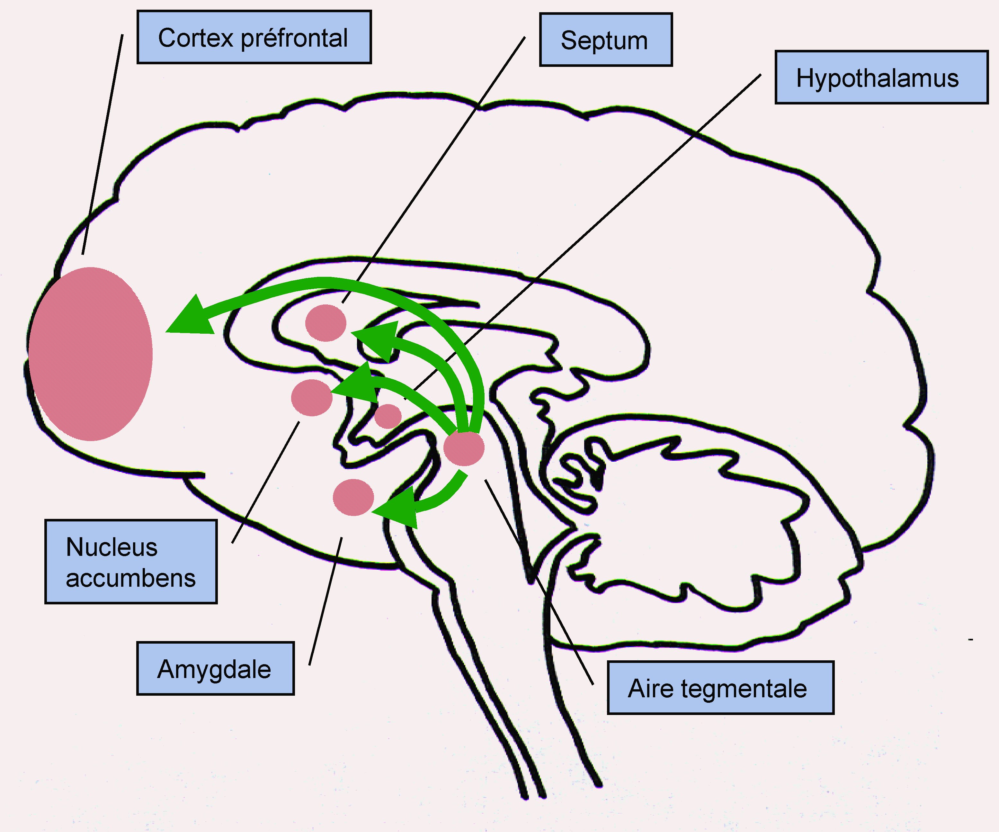 Cortex préfrontal
Septum
Hypothalamus
Nucleus
accumbens
Amygdale
Aire tegmentale